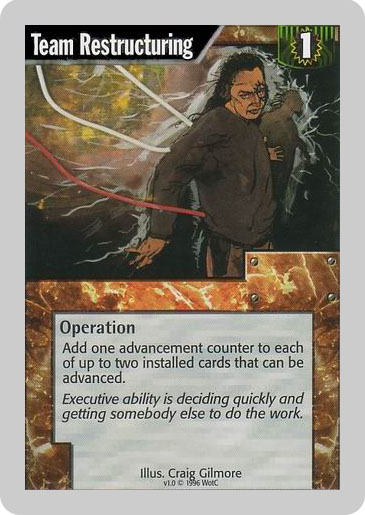 Team Restructuring
1
Operation
Add one advancement counter to each
of up to two installed cards that can be
advanced.
Executive ability is deciding quickly and
getting somebody else to do the work.
Illus. Craig Gilmore
v1.0 © 1996 WotC